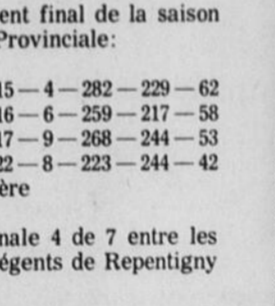 ent final de la saison
Provinciale:
15 — 4 — 282 — 229 — 62
16 — 6 — 259 — 217 — 58
17 — 9 — 268 — 244 — 53
22 — 8 — 223 — 244 — 42
ère
nale 4 de 7 entre les
égents de Repentigny